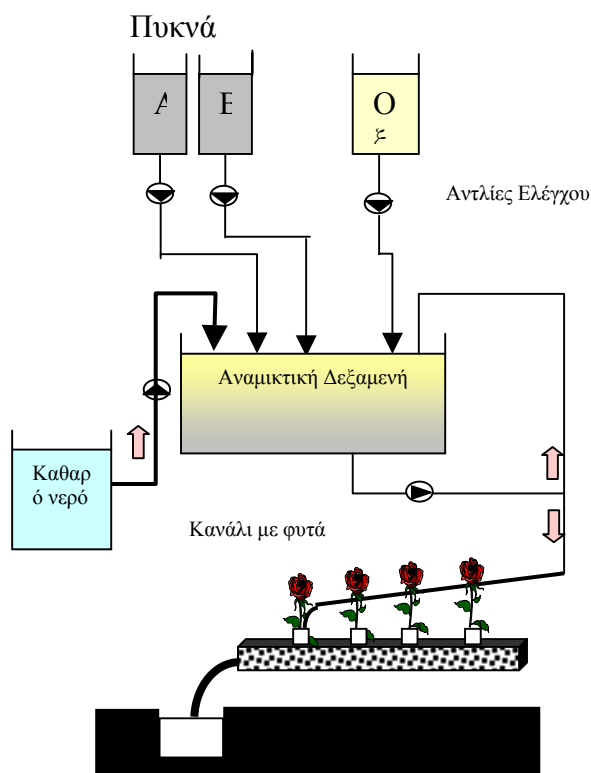 Πυκνά
Ο
ξ
Αντλίες Ελέγχου
Αναμικτική Δεξαμενή
Καθαρ
ό νερό
Κανάλι με φυτά